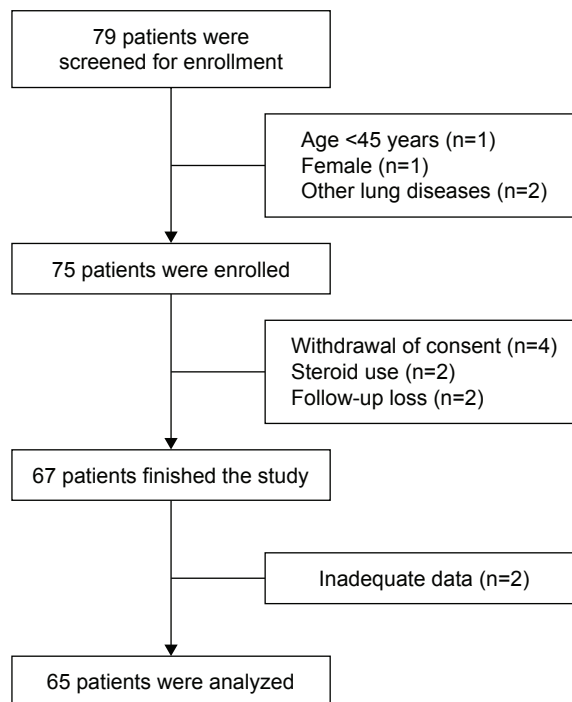 79 patients were
screened for enrollment
Age <45 years (n=1)
Female (n=1)
Other lung diseases (n=2)
75 patients were enrolled
Withdrawal of consent (n=4)
Steroid use (n=2)
Follow-up loss (n=2)
67 patients finished the study
Inadequate data (n=2)
65 patients were analyzed